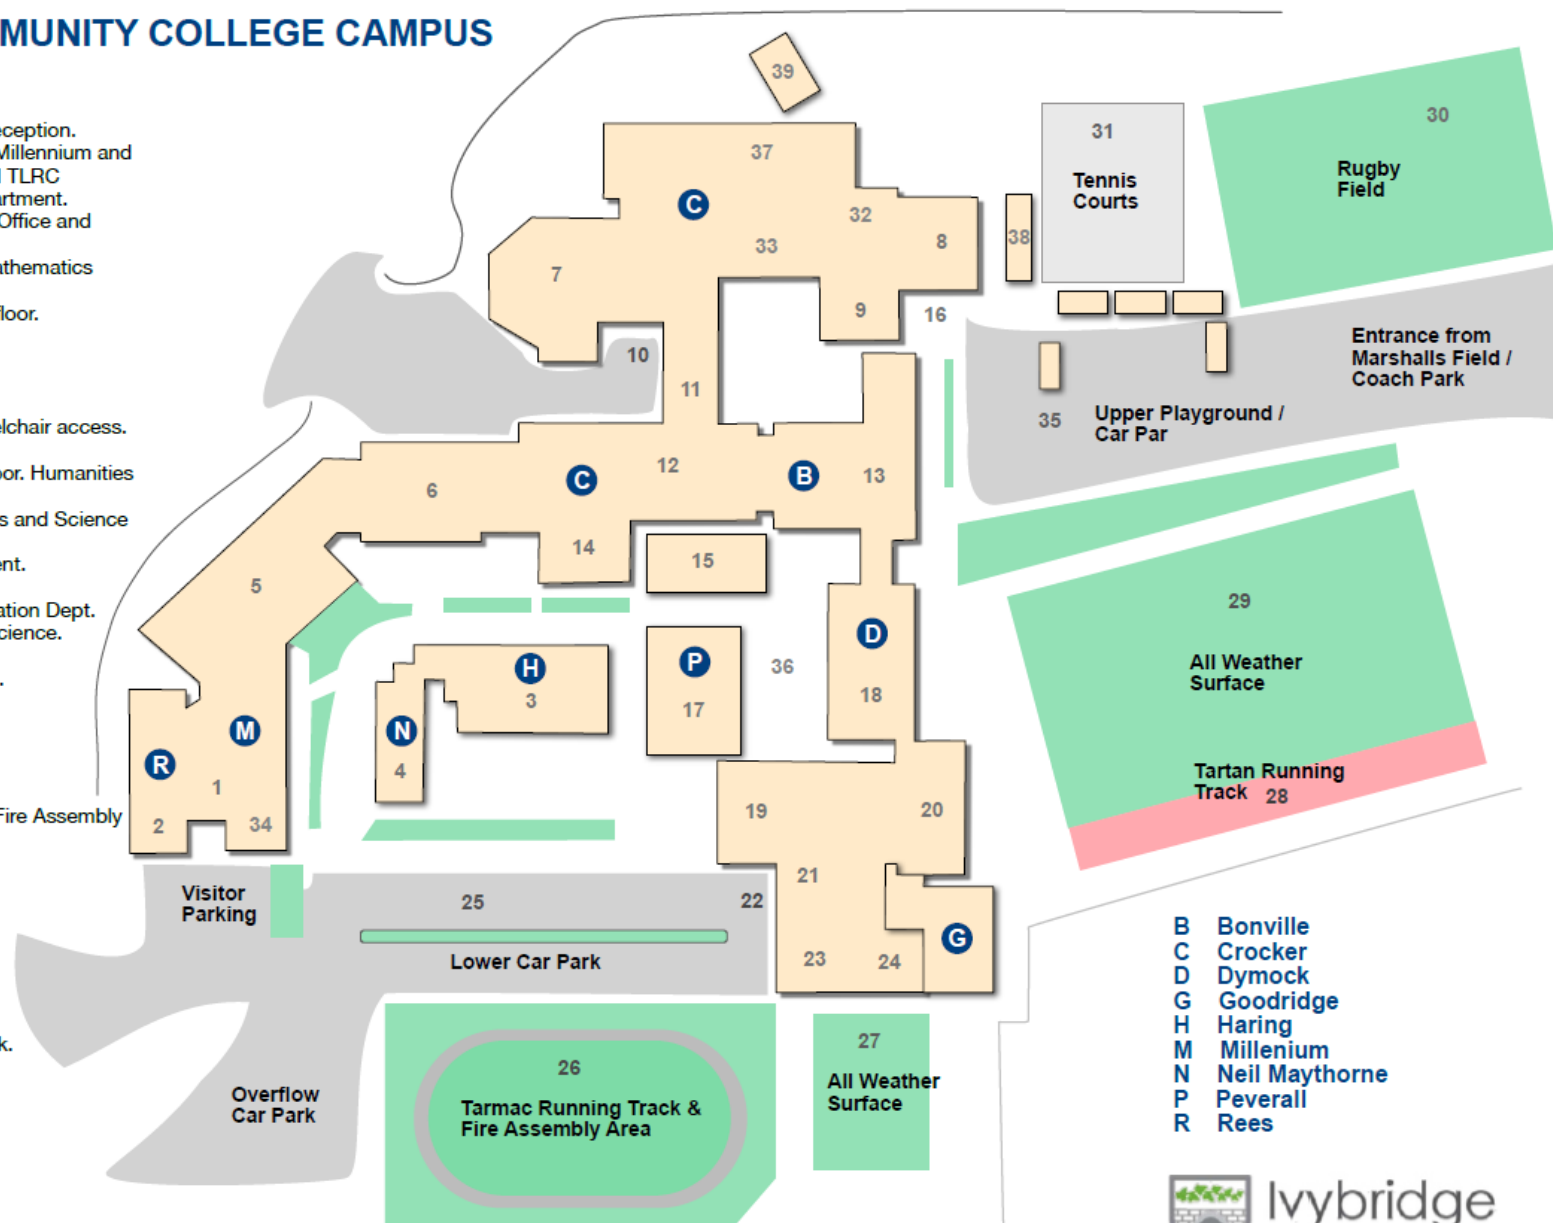 MUNITY COLLEGE CAMPUS
eception.
Millennium and
TLRC
artment.
Office and
athematics
floor.
elchair access.
oor. Humanities
s and Science
ent.
ation Dept.
cience.
Fire Assembly
k.
39
37
C
32
33
8
7
9
16
10
11
38
31
Tennis
Courts
30
Rugby
Field
Entrance from
Marshalls Field /
Coach Park
35
Upper Playground /
Car Par
6
C
12
B
13
14
15
5
H
3
N
4
P
17
36
D
18
M
R
1
2
34
19
20
21
22
23
24
G
29
All Weather
Surface
Tartan Running
Track 28
Visitor
Parking
25
Lower Car Park
Overflow
Car Park
26
Tarmac Running Track &
Fire Assembly Area
27
All Weather
Surface
B Bonville
C Crocker
D Dymock
G Goodridge
H Haring
M Millenium
N Neil Maythorne
P Peverall
R Rees
Ivybridge